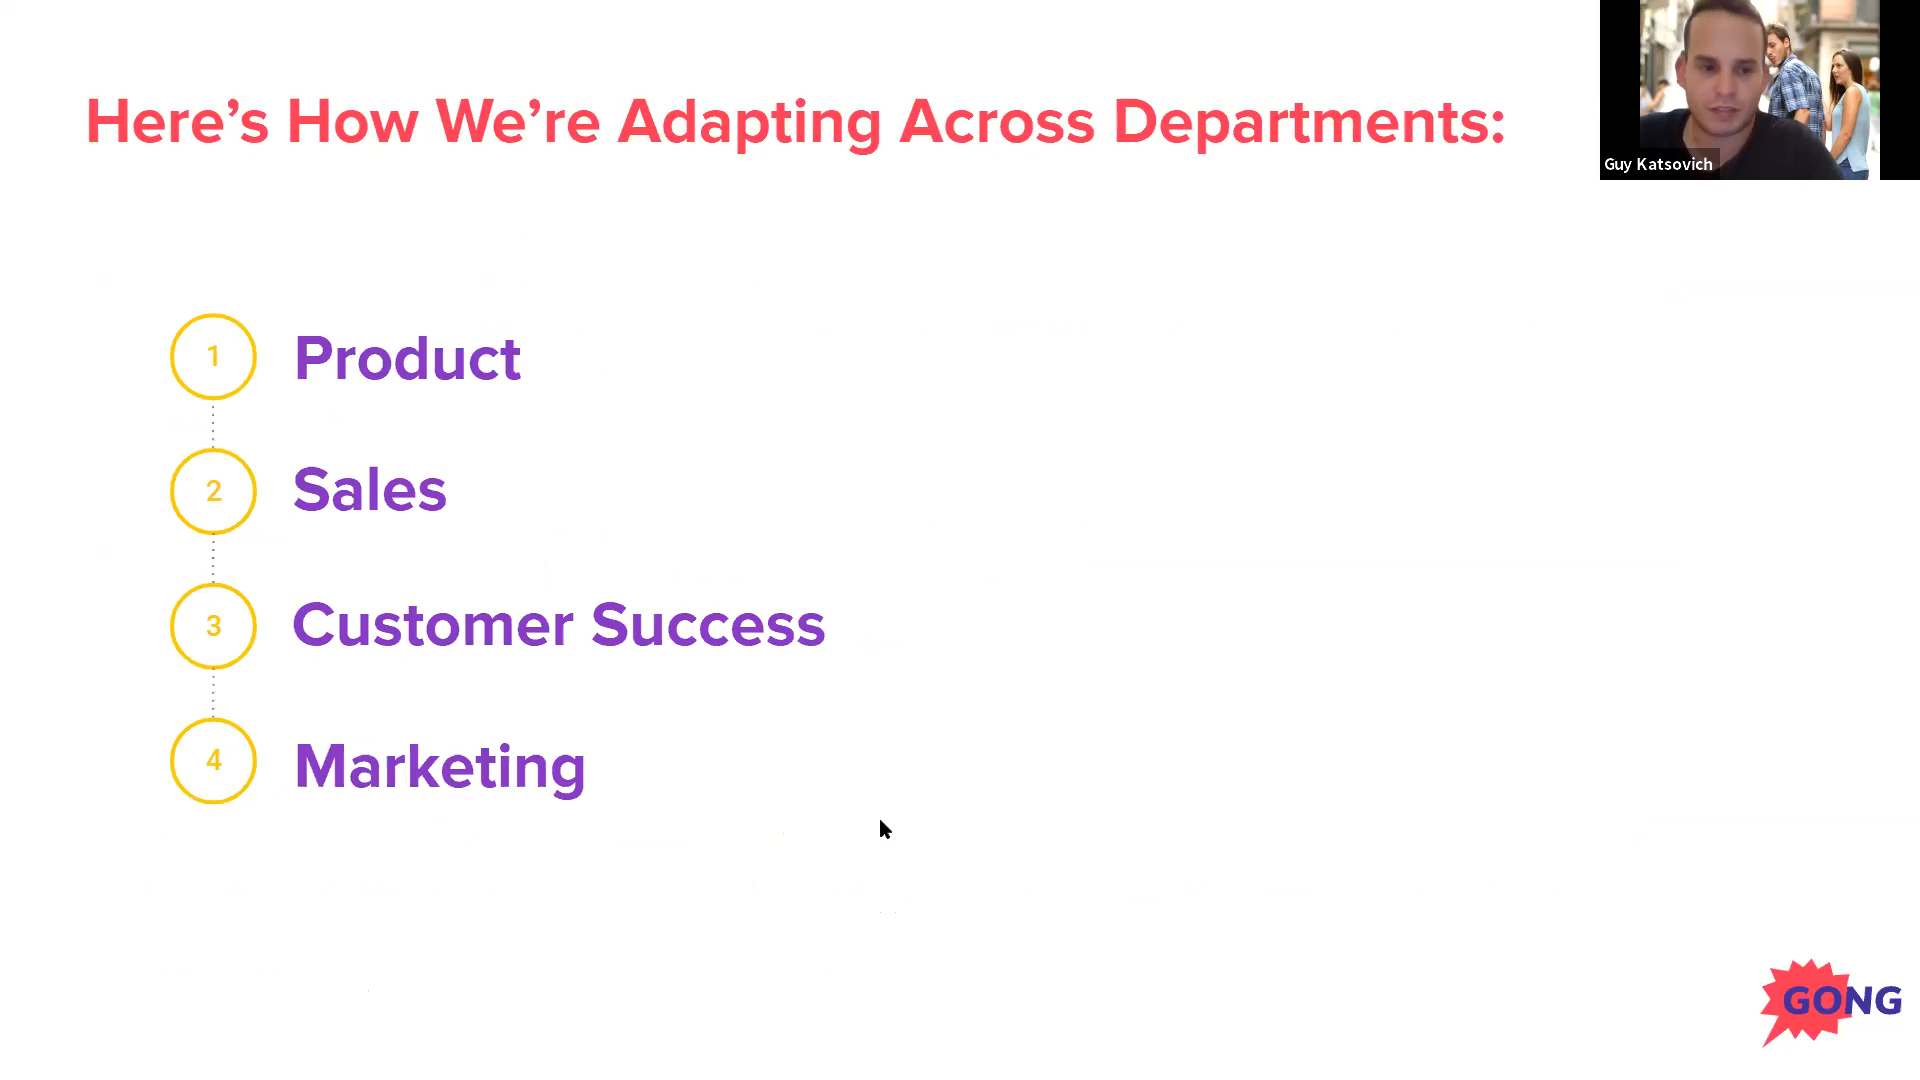 Here’s How We’re Adapting Across Departments:
Guy Katsovich
1 Product
2 Sales
3 Customer Success
4 Marketing
GONG